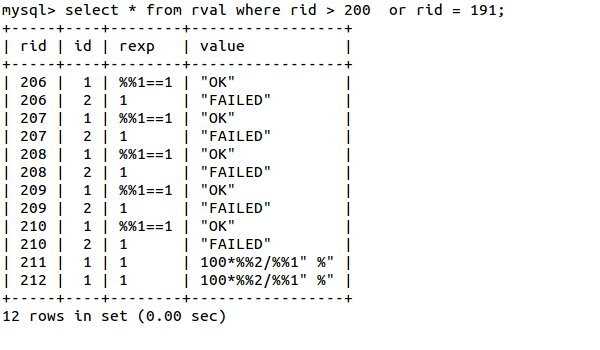 mysql> select * from rval where rid > 200  or rid = 191;
+-----+----+--------+-----------------+
| rid | id | rexp   | value           |
+-----+----+--------+-----------------+
| 206 |  1 | %%1==1 | "OK"            |
| 206 |  2 | 1      | "FAILED"        |
| 207 |  1 | %%1==1 | "OK"            |
| 207 |  2 | 1      | "FAILED"        |
| 208 |  1 | %%1==1 | "OK"            |
| 208 |  2 | 1      | "FAILED"        |
| 209 |  1 | %%1==1 | "OK"            |
| 209 |  2 | 1      | "FAILED"        |
| 210 |  1 | %%1==1 | "OK"            |
| 210 |  2 | 1      | "FAILED"        |
| 211 |  1 | 1      | 100*%%2/%%1" %" |
| 212 |  1 | 1      | 100*%%2/%%1" %" |
+-----+----+--------+-----------------+
12 rows in set (0.00 sec)